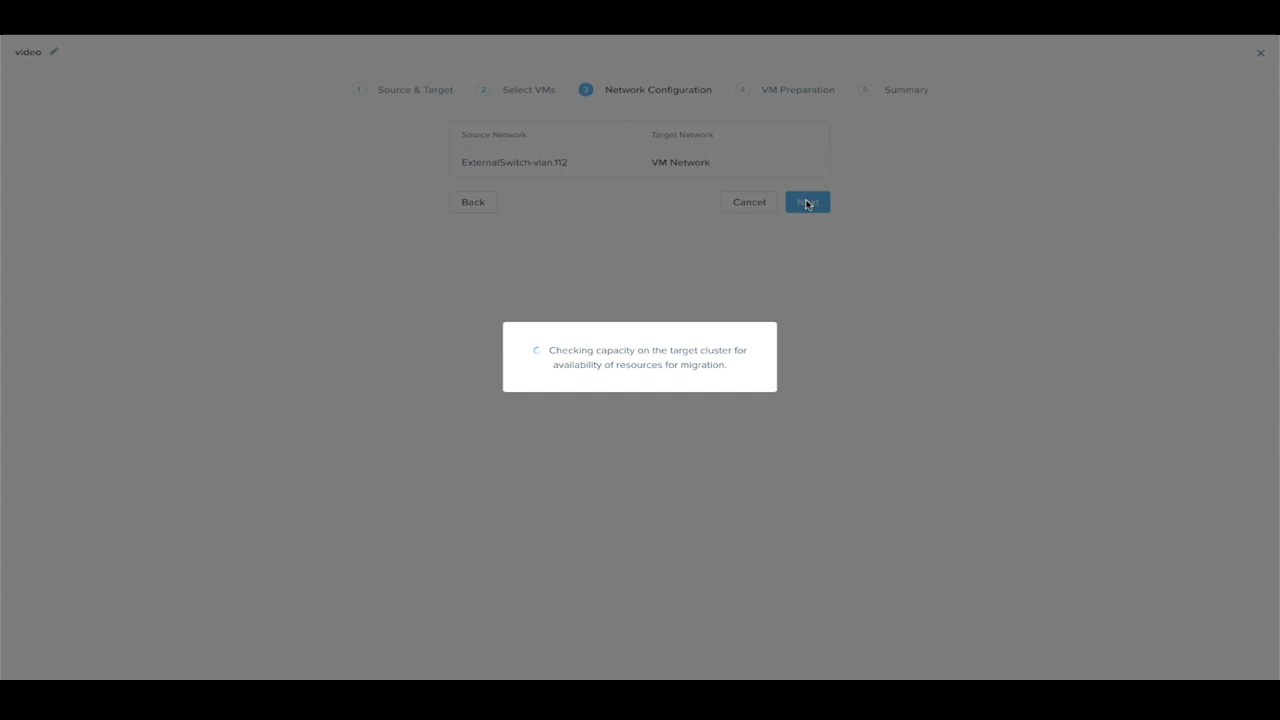 video
1 Source & Target 2 Select VMs 3 Network Configuration 4 VM Preparation 5 Summary
Source Network Target Network
ExternalSwitch-vlan.112 VM Network
Back Cancel Next
Checking capacity on the target cluster for
availability of resources for migration.